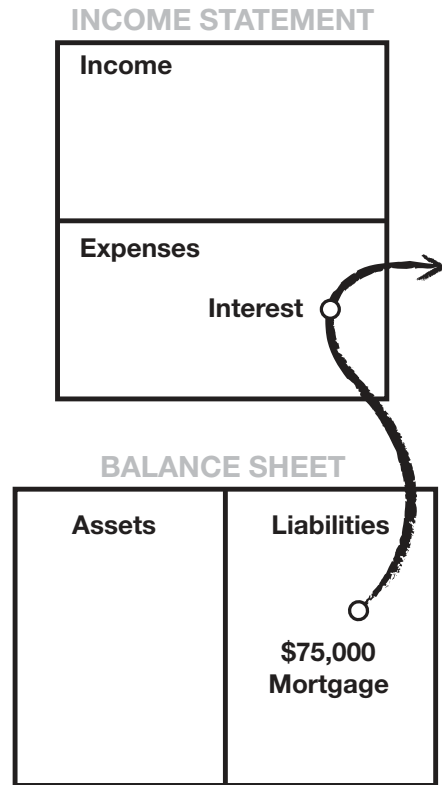 INCOME STATEMENT
Income
Expenses
Interest
BALANCE SHEET
Assets
Liabilities
$75,000
Mortgage